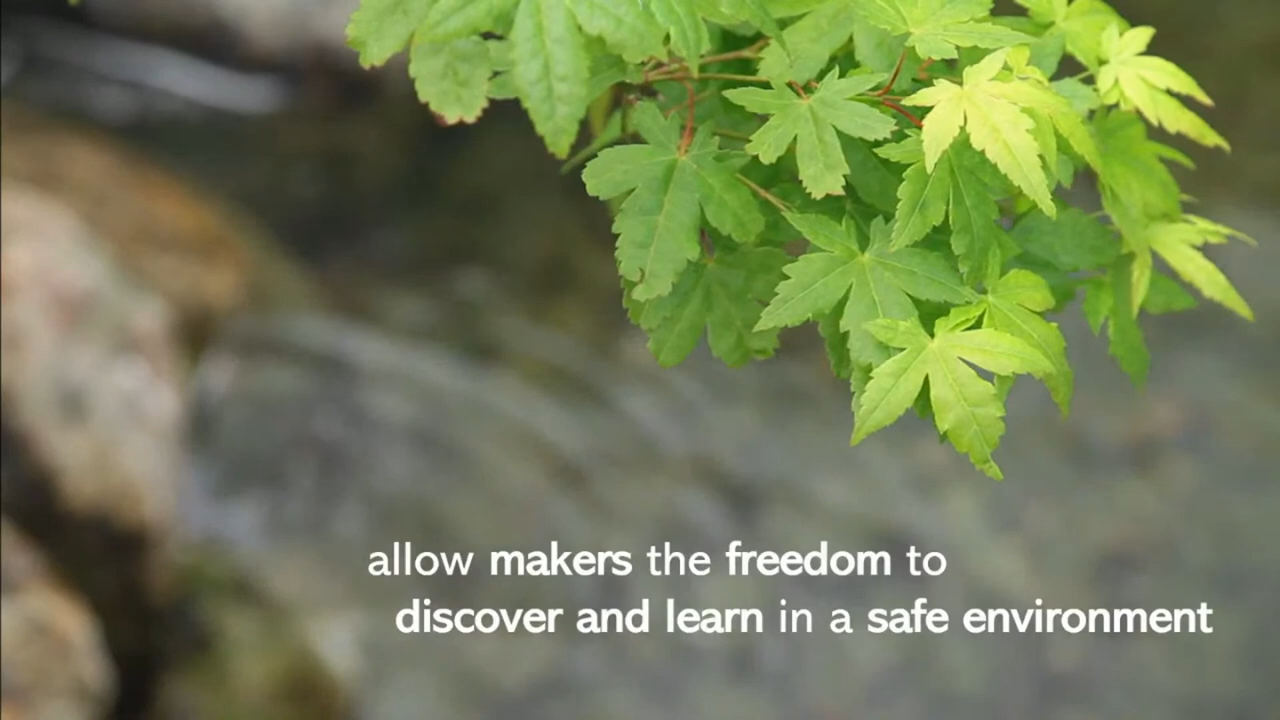 allow makers the freedom to
discover and learn in a safe environment